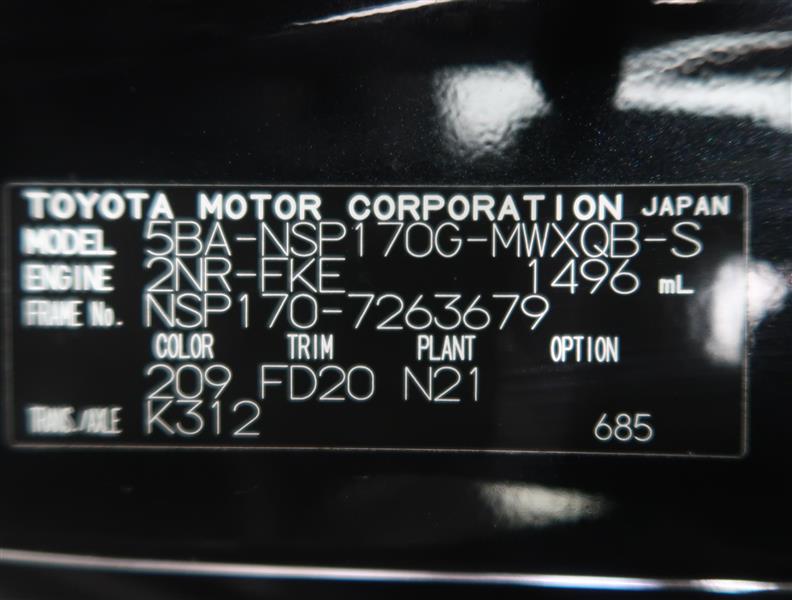 TOYOTA MOTOR CORPORATION JAPAN
MODEL 5BA-NSP170G-MWXQB-S
ENGINE 2NR-FKE 1496 mL
FRAME No. NSP170-7263679
COLOR TRIM PLANT OPTION
209 FD20 N21
TRANS./AXLE K312 685